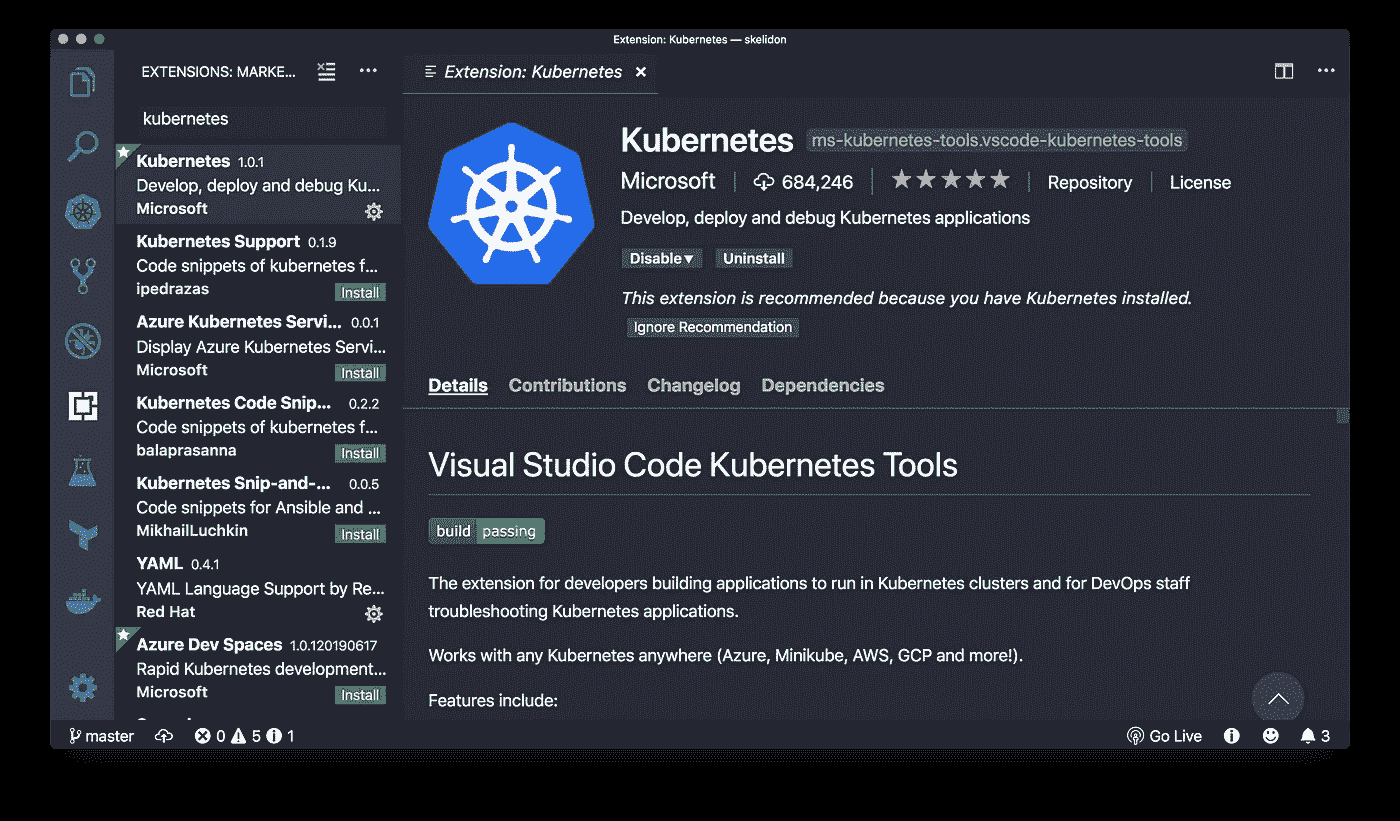 Extension: Kubernetes — skelidon
EXTENSIONS: MARKE...
kubernetes
Kubernetes 1.0.1
Develop, deploy and debug Ku...
Microsoft
Kubernetes Support 0.1.9
Code snippets of kubernetes f...
ipedrazas
Install
Azure Kubernetes Servi... 0.0.1
Display Azure Kubernetes Servi...
Microsoft
Install
Kubernetes Code Snip... 0.2.2
Code snippets of kubernetes f...
balaprasanna
Install
Kubernetes Snip-and-... 0.0.5
Code snippets for Ansible and ...
MikhailLuchkin
Install
YAML 0.4.1
YAML Language Support by Re...
Red Hat
Azure Dev Spaces 1.0.120190617
Rapid Kubernetes development...
Microsoft
Install
Extension: Kubernetes
Kubernetes ms-kubernetes-tools.vscode-kubernetes-tools
Microsoft 684,246 Repository License
Develop, deploy and debug Kubernetes applications
Disable Uninstall
This extension is recommended because you have Kubernetes installed.
Ignore Recommendation
Details Contributions Changelog Dependencies
Visual Studio Code Kubernetes Tools
build passing
The extension for developers building applications to run in Kubernetes clusters and for DevOps staff
troubleshooting Kubernetes applications.
Works with any Kubernetes anywhere (Azure, Minikube, AWS, GCP and more!).
Features include:
master 0 5 1 Go Live 3